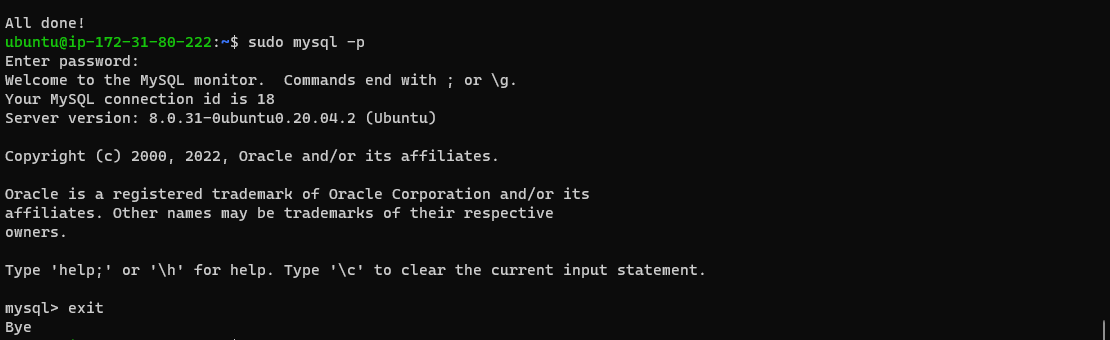 All done!
ubuntu@ip-172-31-80-222:~$ sudo mysql -p
Enter password:
Welcome to the MySQL monitor.  Commands end with ; or \g.
Your MySQL connection id is 18
Server version: 8.0.31-0ubuntu0.20.04.2 (Ubuntu)
Copyright (c) 2000, 2022, Oracle and/or its affiliates.
Oracle is a registered trademark of Oracle Corporation and/or its
affiliates. Other names may be trademarks of their respective
owners.
Type 'help;' or '\h' for help. Type '\c' to clear the current input statement.
mysql> exit
Bye